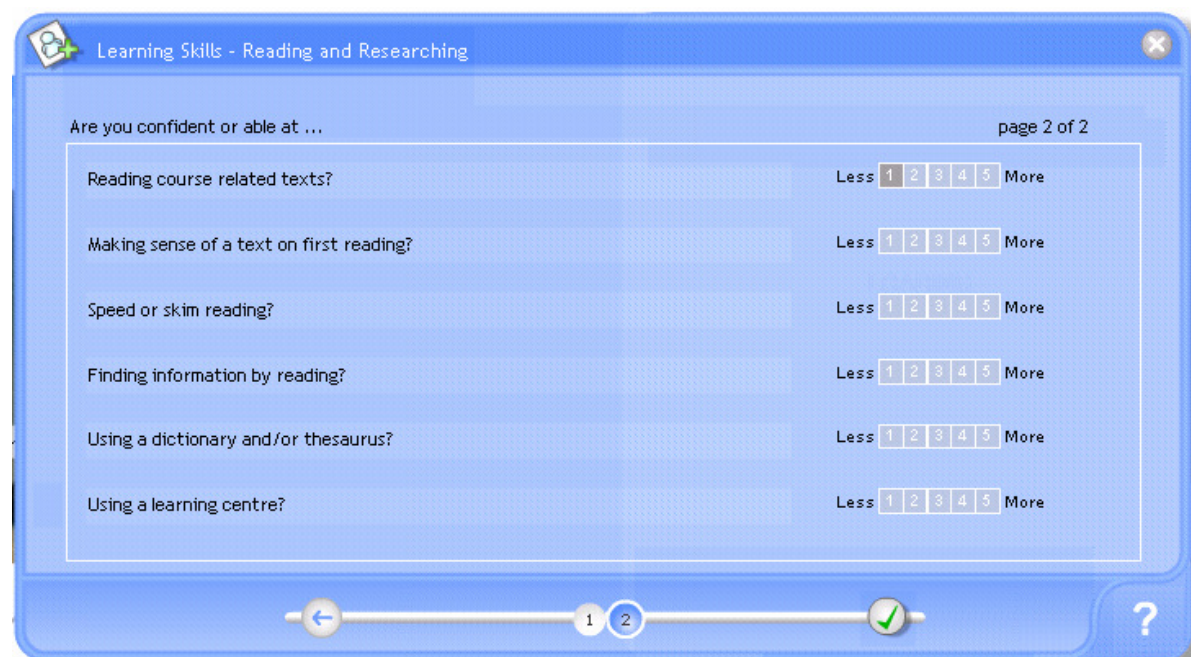 Learning Skills - Reading and Researching
Are you confident or able at ... page 2 of 2
Reading course related texts? Less 1 2 3 4 5 More
Making sense of a text on first reading? Less 1 2 3 4 5 More
Speed or skim reading? Less 1 2 3 4 5 More
Finding information by reading? Less 1 2 3 4 5 More
Using a dictionary and/or thesaurus? Less 1 2 3 4 5 More
Using a learning centre? Less 1 2 3 4 5 More
1 2 ?